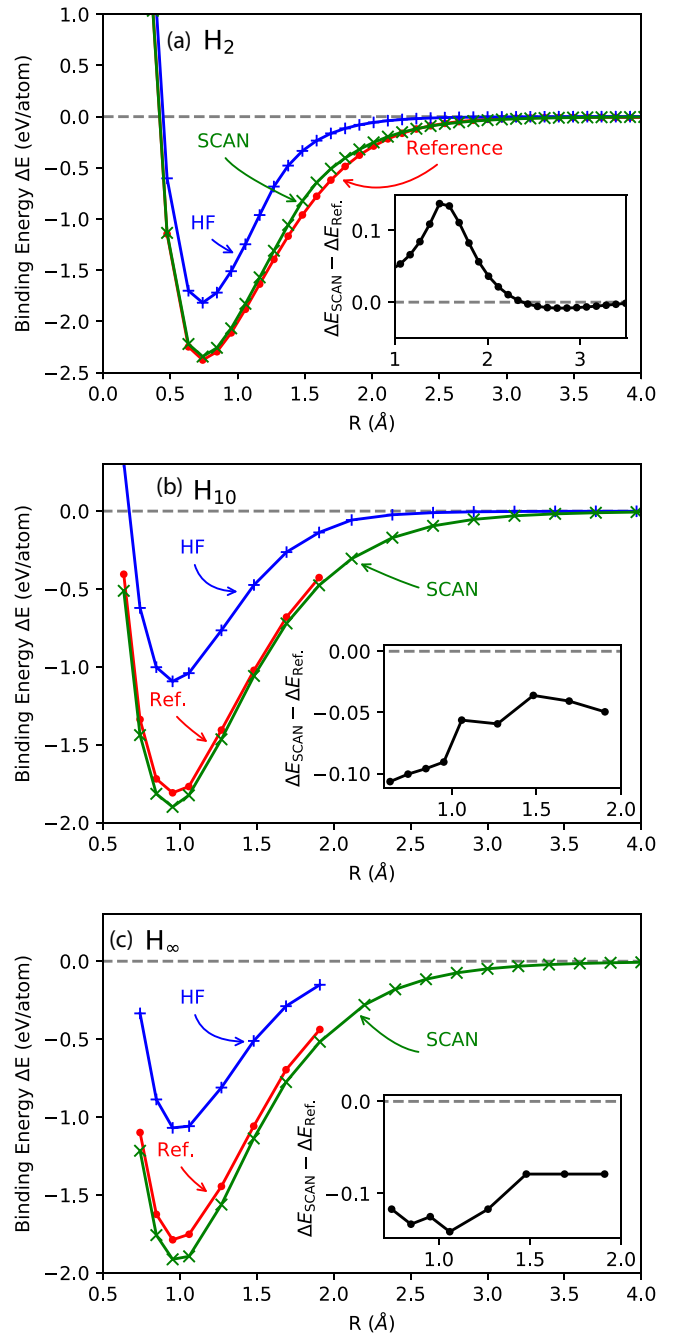 (a) H₂
1.0
0.5
0.0
−0.5
−1.0
−1.5
−2.0
−2.5
Binding Energy ΔE (eV/atom)
SCAN
Reference
HF
ΔE_SCAN − ΔE_Ref.
0.1
0.0
1 2 3
0.0 0.5 1.0 1.5 2.0 2.5 3.0 3.5 4.0
R (Å)
(b) H₁₀
0.0
−0.5
−1.0
−1.5
−2.0
Binding Energy ΔE (eV/atom)
HF
SCAN
Ref.
ΔE_SCAN − ΔE_Ref.
0.00
−0.05
−0.10
1.0 1.5 2.0
0.5 1.0 1.5 2.0 2.5 3.0 3.5 4.0
R (Å)
(c) H∞
0.0
−0.5
−1.0
−1.5
−2.0
Binding Energy ΔE (eV/atom)
HF
SCAN
Ref.
ΔE_SCAN − ΔE_Ref.
0.0
−0.1
1.0 1.5 2.0
0.5 1.0 1.5 2.0 2.5 3.0 3.5 4.0
R (Å)